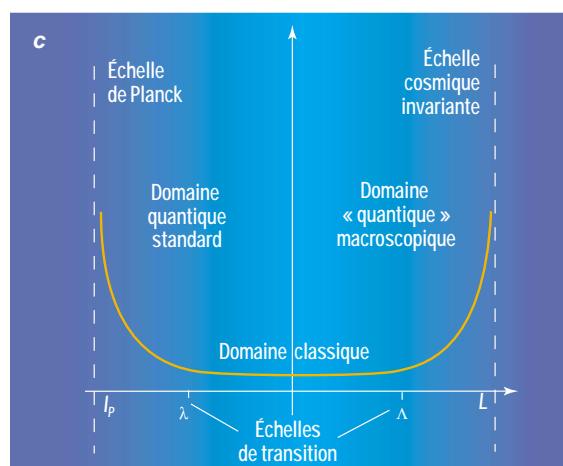 c
Échelle
de Planck
Échelle
cosmique
invariante
Domaine
quantique
standard
Domaine
« quantique »
macroscopique
Domaine classique
lP
λ
Λ
L
Échelles
de transition